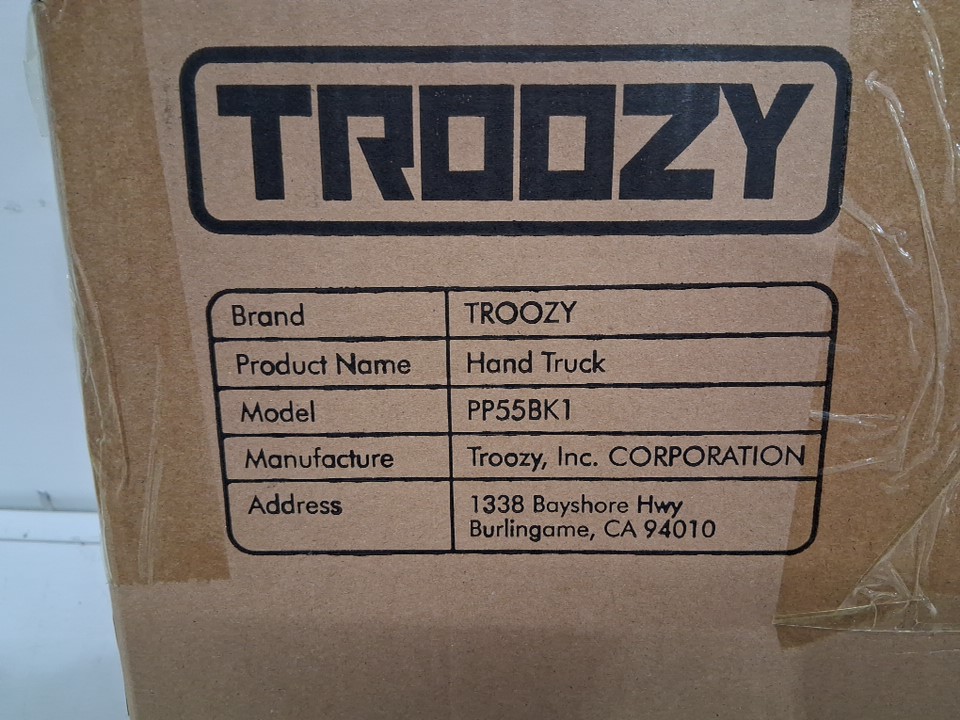 TROOZY
Brand TROOZY
Product Name Hand Truck
Model PP55BK1
Manufacture Troozy, Inc. CORPORATION
Address 1338 Bayshore Hwy
Burlingame, CA 94010